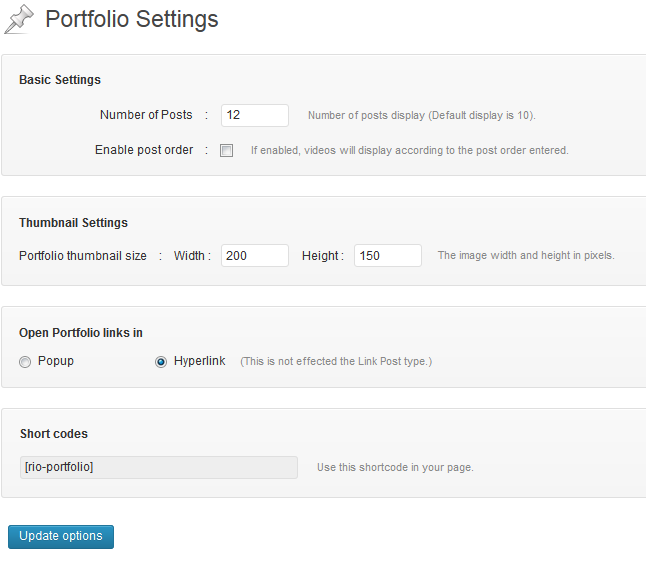 Portfolio Settings
Basic Settings
Number of Posts : 12 Number of posts display (Default display is 10).
Enable post order : If enabled, videos will display according to the post order entered.
Thumbnail Settings
Portfolio thumbnail size : Width : 200 Height : 150 The image width and height in pixels.
Open Portfolio links in
Popup Hyperlink (This is not effected the Link Post type.)
Short codes
[rio-portfolio] Use this shortcode in your page.
Update options